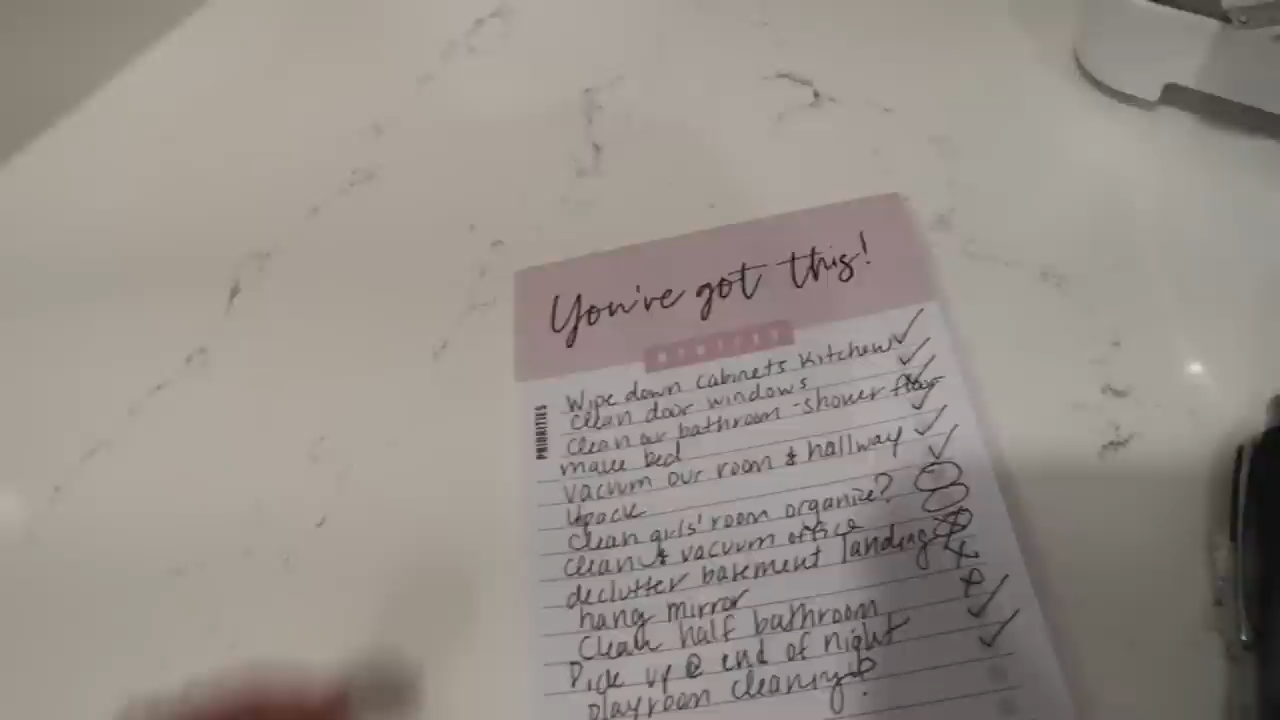 You've got this!
PRIORITIES
Wipe down cabinets kitchen ✓
Clean door windows ✓
Clean our bathroom - shower floor ✓
make bed ✓
vacuum our room & hallway ✓
Upack ✓
Clean girls' room organize?
clean & vacuum office
declutter basement landing
hang mirror
Clean half bathroom
Pick up @ end of night ✓
playroom cleanup? ✓